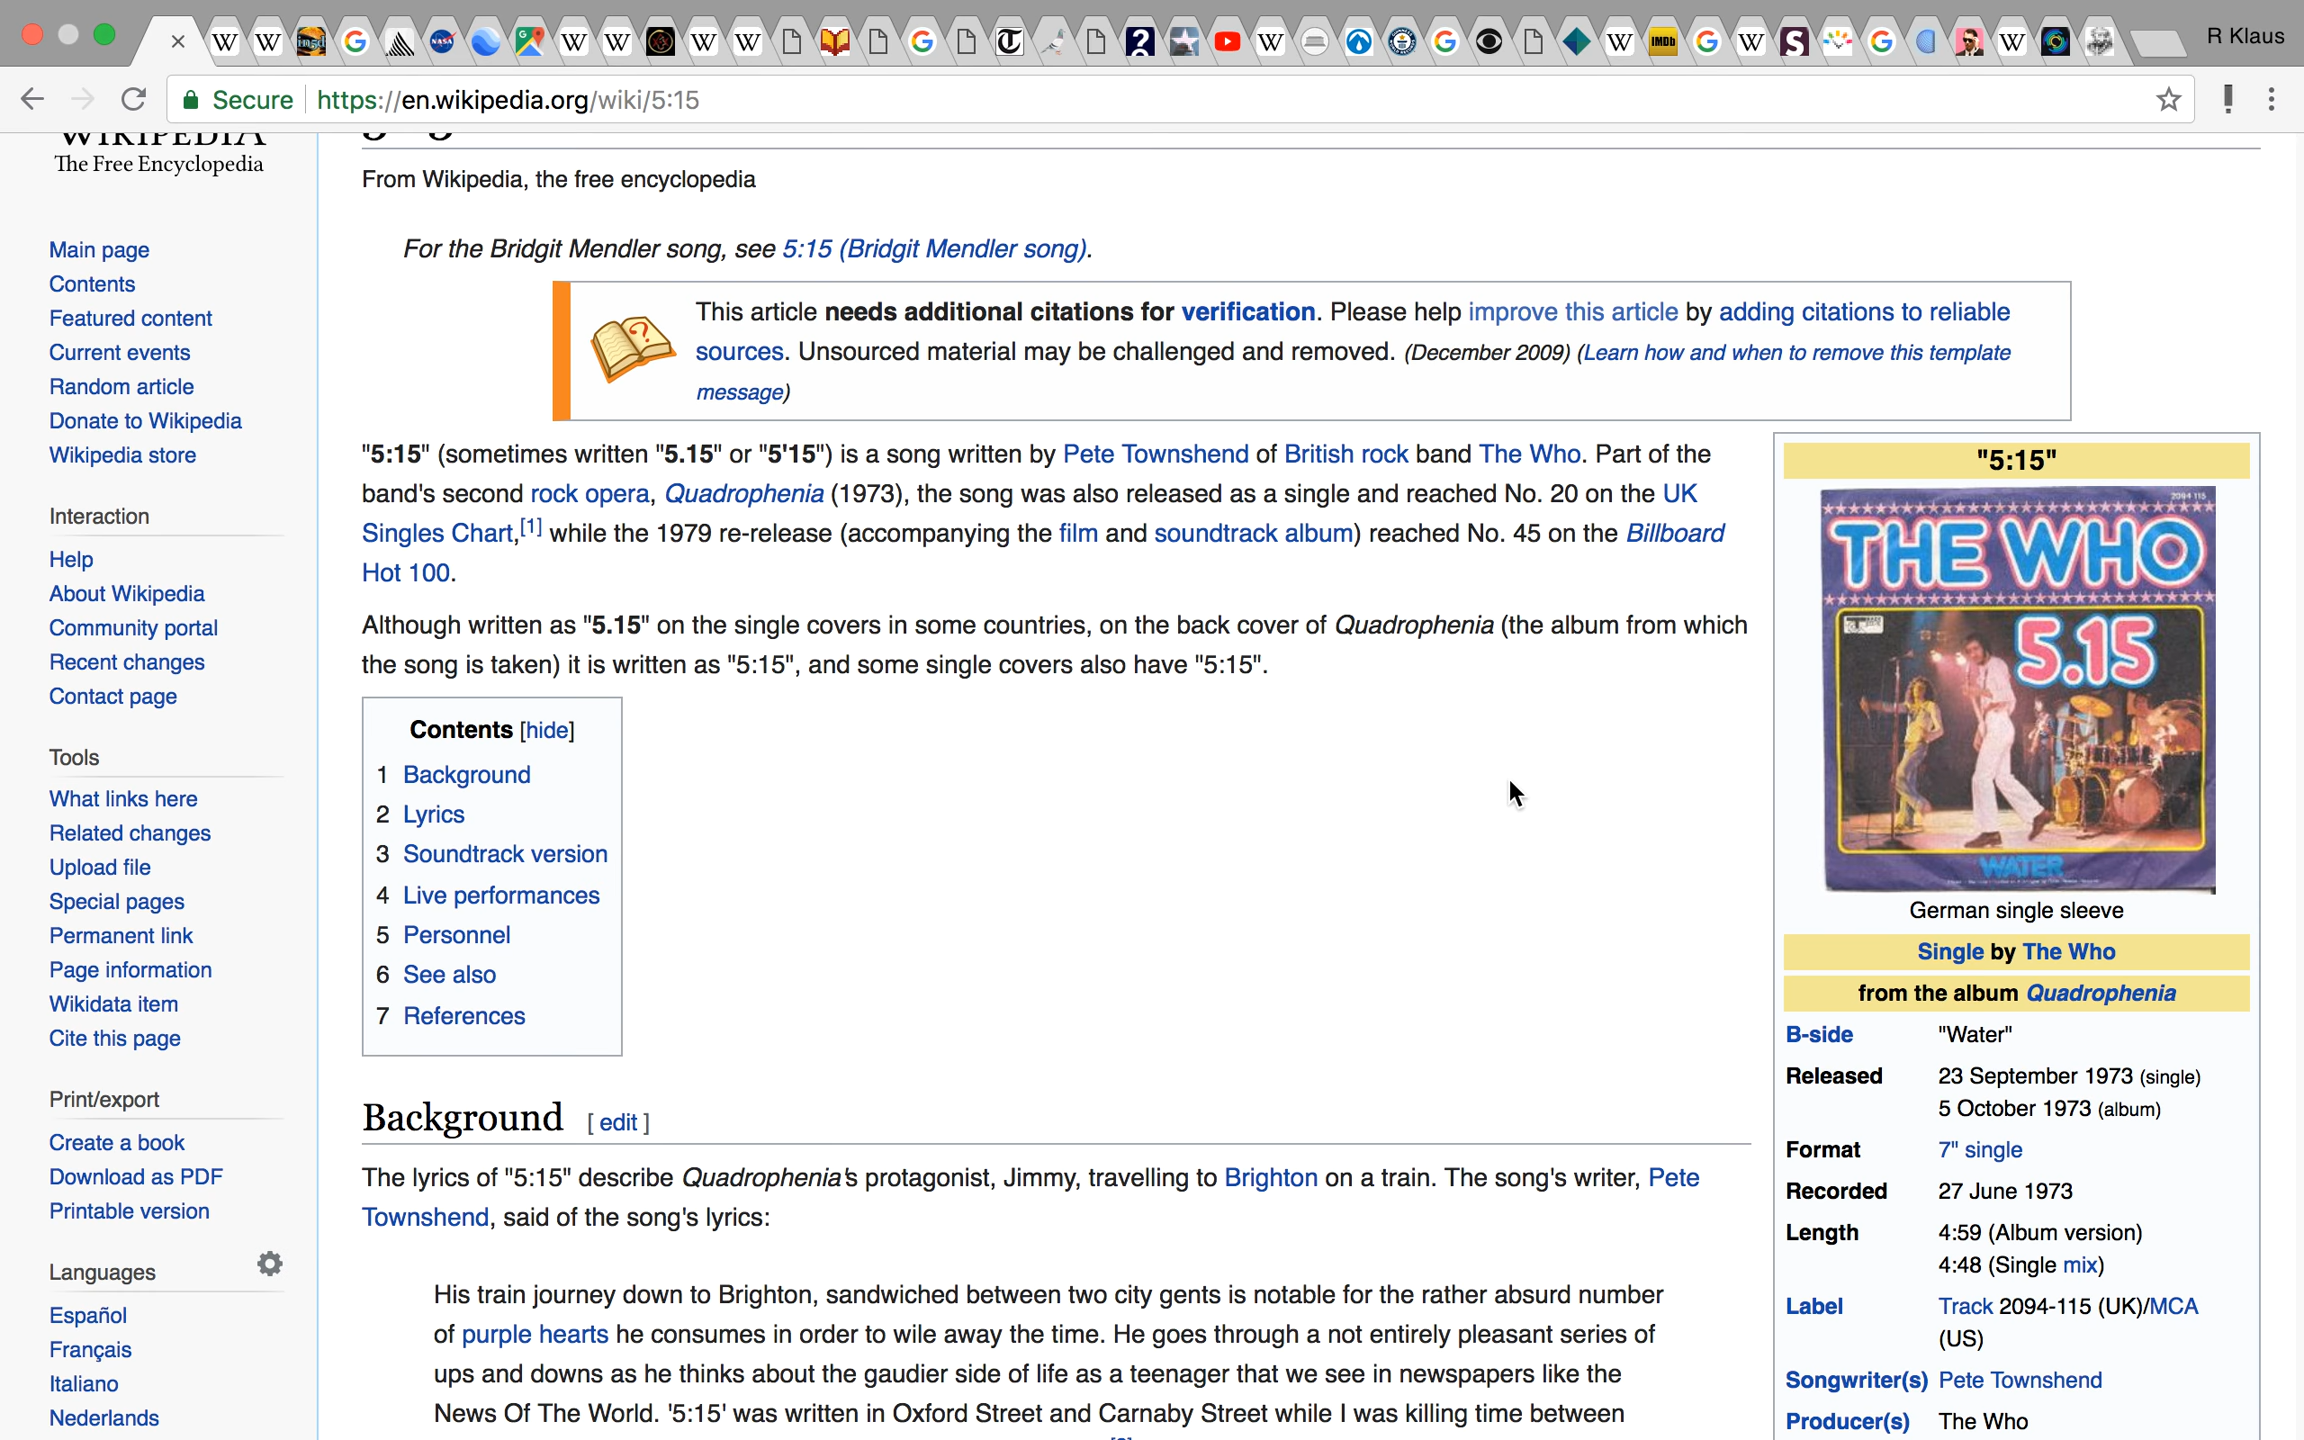 R Klaus
Secure
https://en.wikipedia.org/wiki/5:15
WIKIPEDIA
The Free Encyclopedia
Main page
Contents
Featured content
Current events
Random article
Donate to Wikipedia
Wikipedia store
Interaction
Help
About Wikipedia
Community portal
Recent changes
Contact page
Tools
What links here
Related changes
Upload file
Special pages
Permanent link
Page information
Wikidata item
Cite this page
Print/export
Create a book
Download as PDF
Printable version
Languages
Español
Français
Italiano
Nederlands
From Wikipedia, the free encyclopedia
For the Bridgit Mendler song, see 5:15 (Bridgit Mendler song).
This article needs additional citations for verification. Please help improve this article by adding citations to reliable
sources. Unsourced material may be challenged and removed. (December 2009) (Learn how and when to remove this template
message)
"5:15" (sometimes written "5.15" or "5'15") is a song written by Pete Townshend of British rock band The Who. Part of the
band's second rock opera, Quadrophenia (1973), the song was also released as a single and reached No. 20 on the UK
Singles Chart,[1] while the 1979 re-release (accompanying the film and soundtrack album) reached No. 45 on the Billboard
Hot 100.
Although written as "5.15" on the single covers in some countries, on the back cover of Quadrophenia (the album from which
the song is taken) it is written as "5:15", and some single covers also have "5:15".
Contents [hide]
1 Background
2 Lyrics
3 Soundtrack version
4 Live performances
5 Personnel
6 See also
7 References
Background [ edit ]
The lyrics of "5:15" describe Quadrophenia's protagonist, Jimmy, travelling to Brighton on a train. The song's writer, Pete
Townshend, said of the song's lyrics:
His train journey down to Brighton, sandwiched between two city gents is notable for the rather absurd number
of purple hearts he consumes in order to wile away the time. He goes through a not entirely pleasant series of
ups and downs as he thinks about the gaudier side of life as a teenager that we see in newspapers like the
News Of The World. '5:15' was written in Oxford Street and Carnaby Street while I was killing time between
"5:15"
2094 115
THE WHO
5.15
WATER
German single sleeve
Single by The Who
from the album Quadrophenia
B-side "Water"
Released 23 September 1973 (single)
5 October 1973 (album)
Format 7" single
Recorded 27 June 1973
Length 4:59 (Album version)
4:48 (Single mix)
Label Track 2094-115 (UK)/MCA
(US)
Songwriter(s) Pete Townshend
Producer(s) The Who